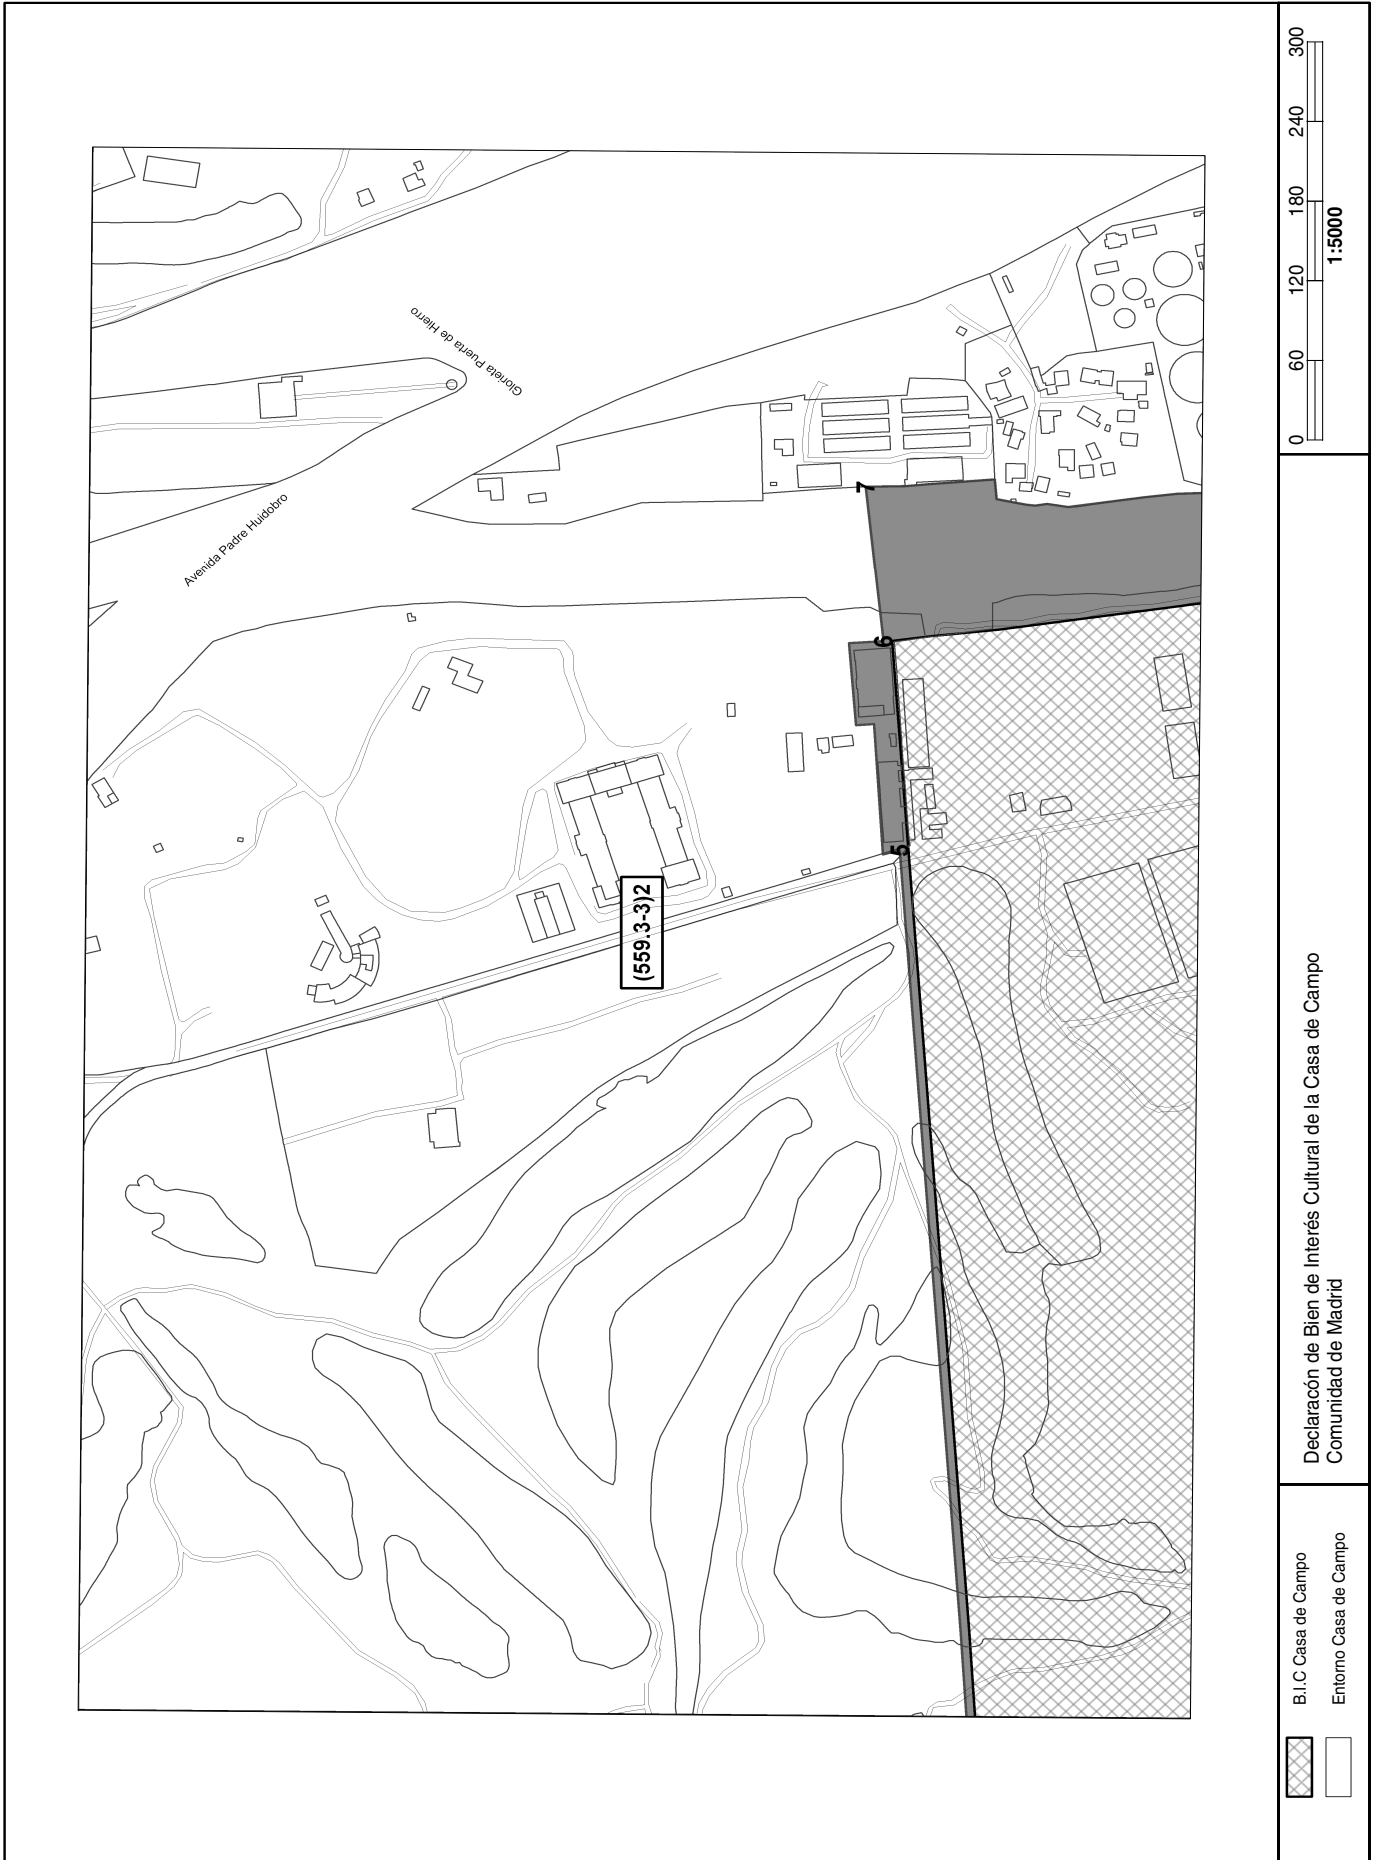 Glorieta Puerta de Hierro
Avenida Padre Huidobro
7
6
5
(559.3-3)2
B.I.C Casa de Campo
Entorno Casa de Campo
Declaracón de Bien de Interés Cultural de la Casa de Campo
Comunidad de Madrid
0 60 120 180 240 300
1:5000